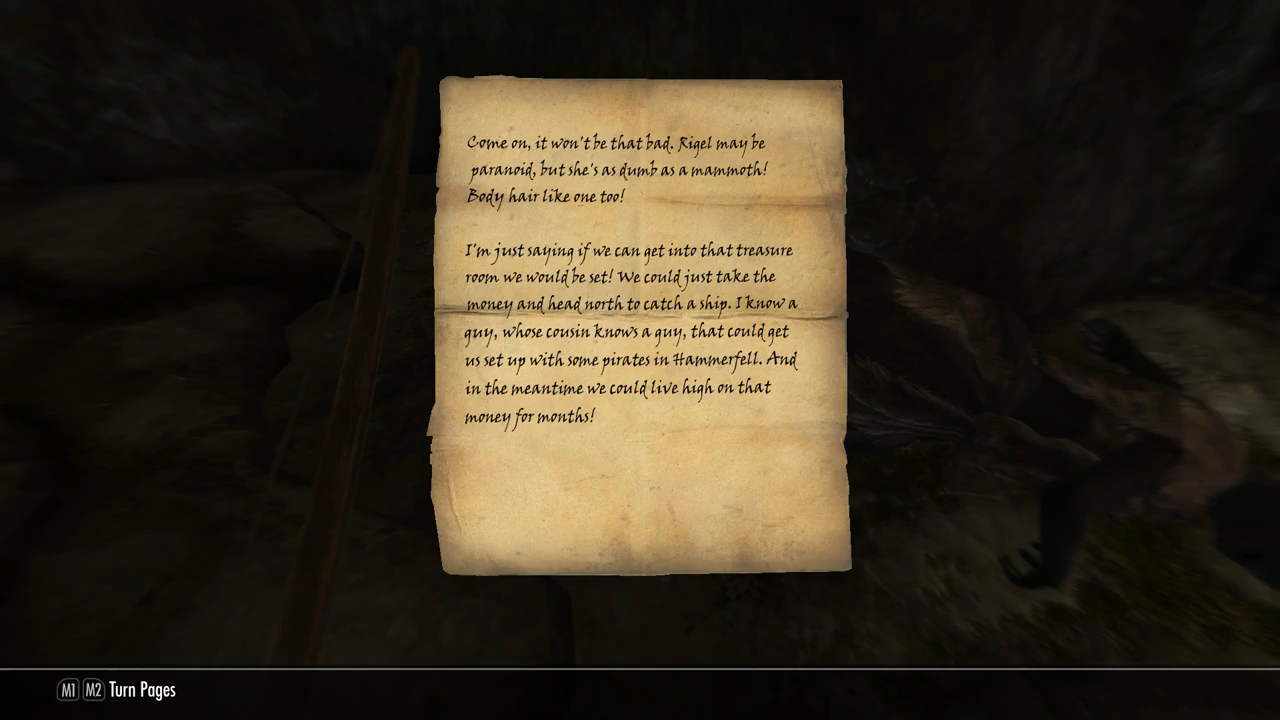 Come on, it won't be that bad. Rigel may be
paranoid, but she's as dumb as a mammoth!
Body hair like one too!
I'm just saying if we can get into that treasure
room we would be set! We could just take the
money and head north to catch a ship. I know a
guy, whose cousin knows a guy, that could get
us set up with some pirates in Hammerfell. And
in the meantime we could live high on that
money for months!
M1 M2 Turn Pages